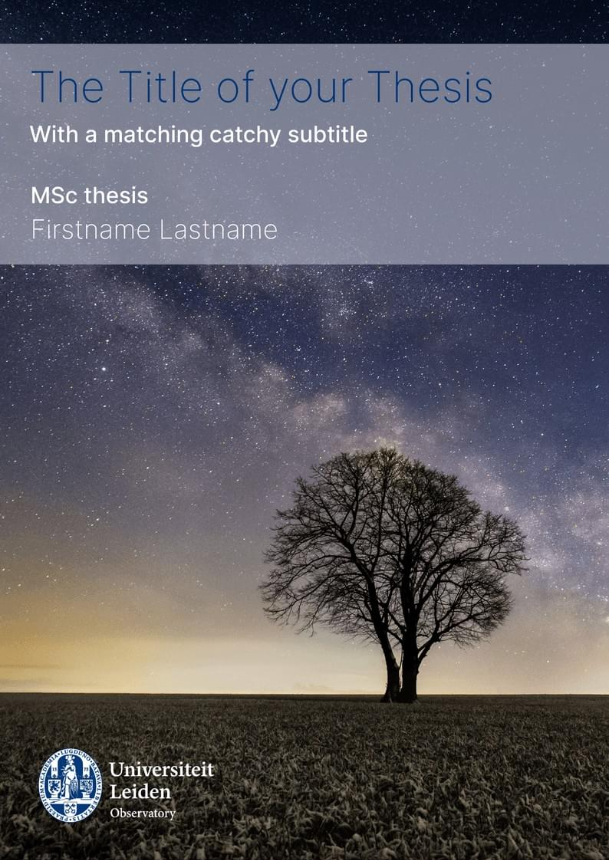 The Title of your Thesis
With a matching catchy subtitle
MSc thesis
Firstname Lastname
Universiteit
Leiden
Observatory